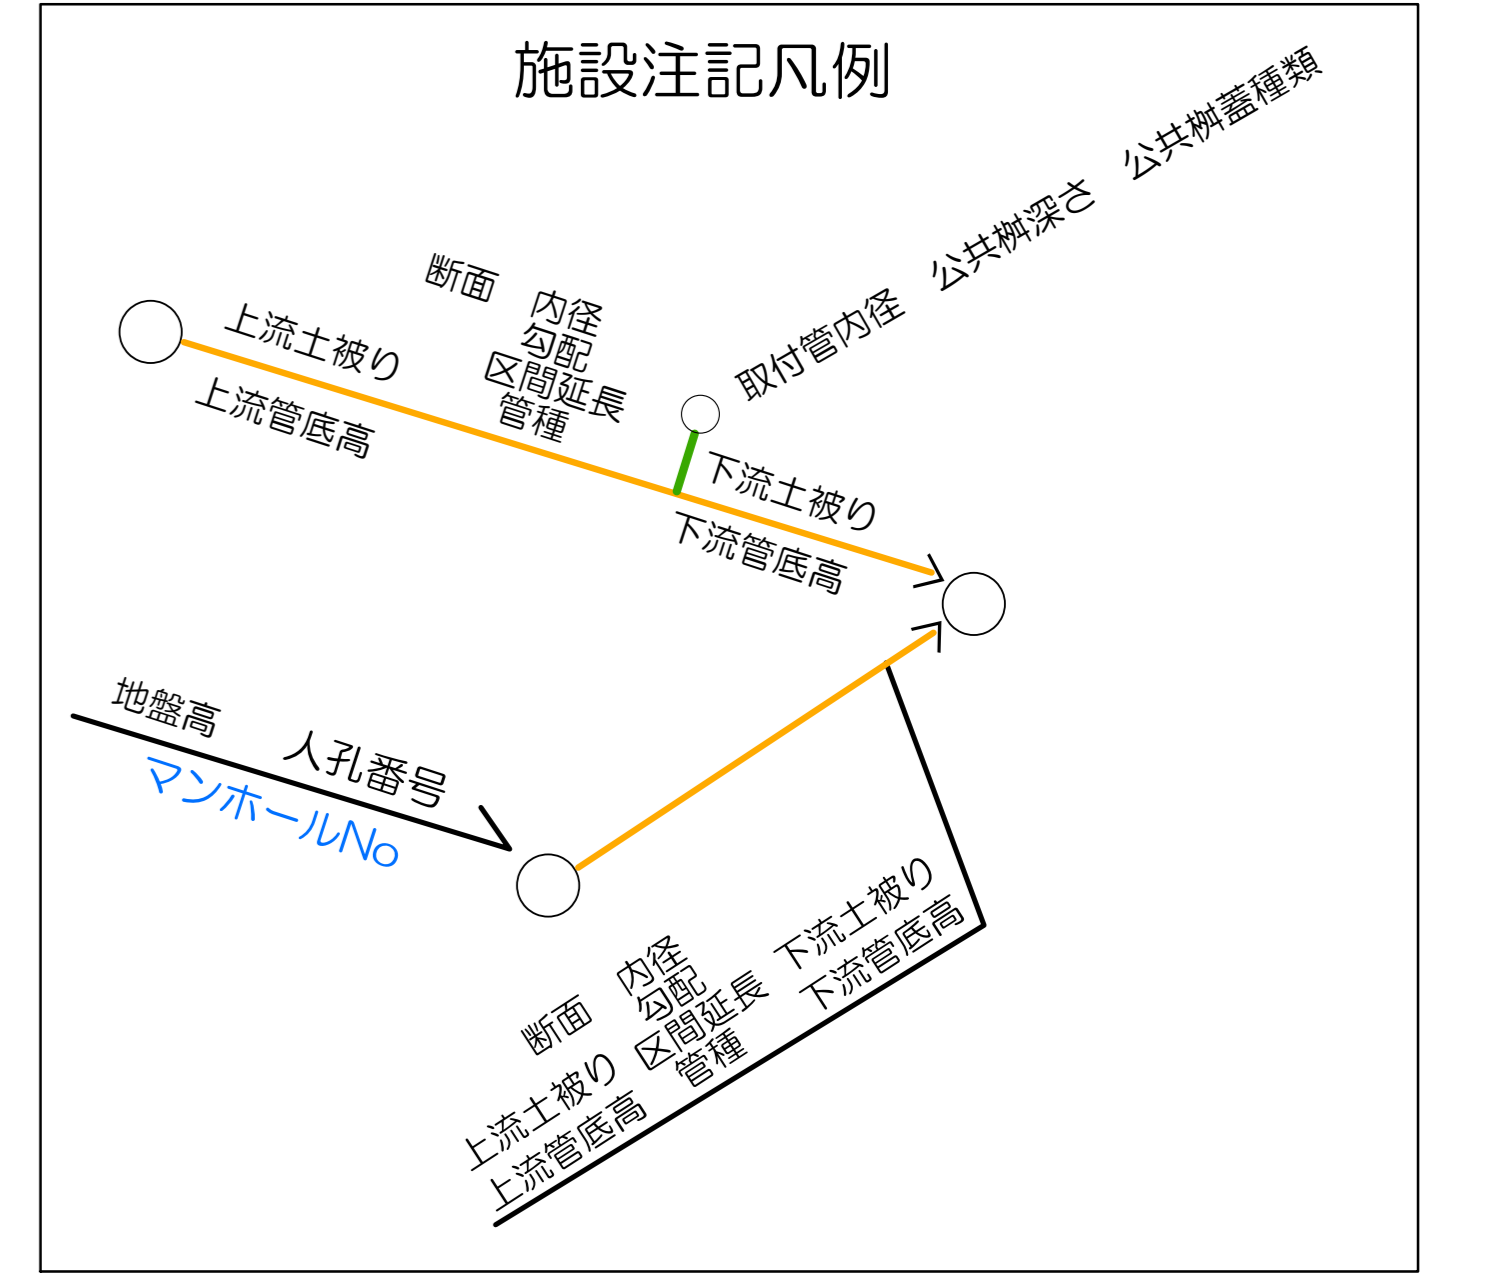 施設注記凡例
取付管内径　公共桝深さ　公共桝蓋種類
断面　内径
勾配
区間延長
管種
上流土被り
上流管底高
下流土被り
下流管底高
地盤高　人孔番号
マンホールNo
断面　内径
勾配
上流土被り　区間延長　下流土被り
上流管底高　管種　下流管底高